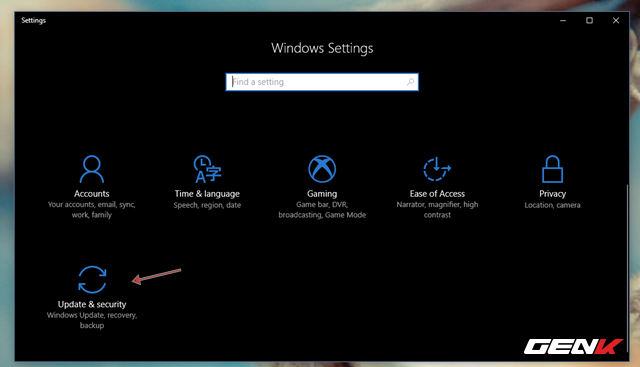 Settings
Windows Settings
Find a setting
Accounts
Your accounts, email, sync,
work, family
Time & language
Speech, region, date
Gaming
Game bar, DVR,
broadcasting, Game Mode
Ease of Access
Narrator, magnifier, high
contrast
Privacy
Location, camera
Update & security
Windows Update, recovery,
backup
GENK